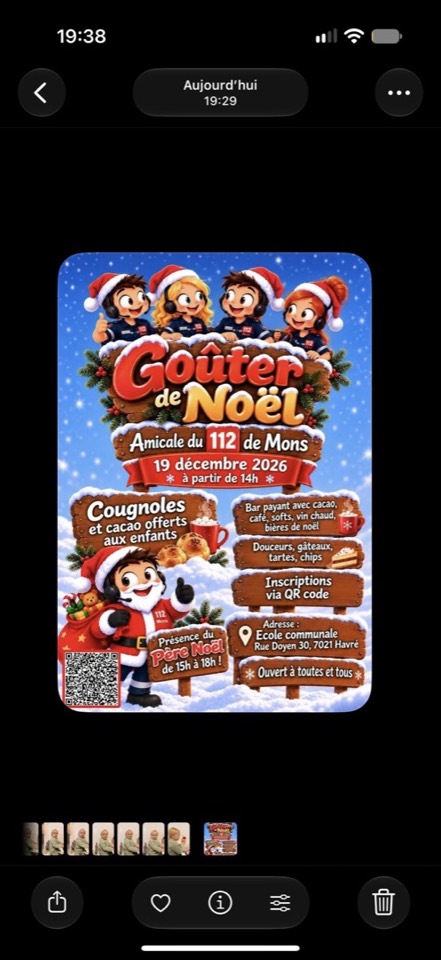 19:38
Aujourd'hui
19:29
112
Goûter
de Noël
Amicale du 112 de Mons
19 décembre 2026
* à partir de 14h *
Cougnoles
et cacao offerts
aux enfants
Bar payant avec cacao,
café, softs, vin chaud,
bières de noël
Douceurs, gâteaux,
tartes, chips
Inscriptions
via QR code
112
Mons
Présence du
Père Noël
de 15h à 18h !
Adresse :
Ecole communale
Rue Doyen 30, 7021 Havré
* Ouvert à toutes et tous *